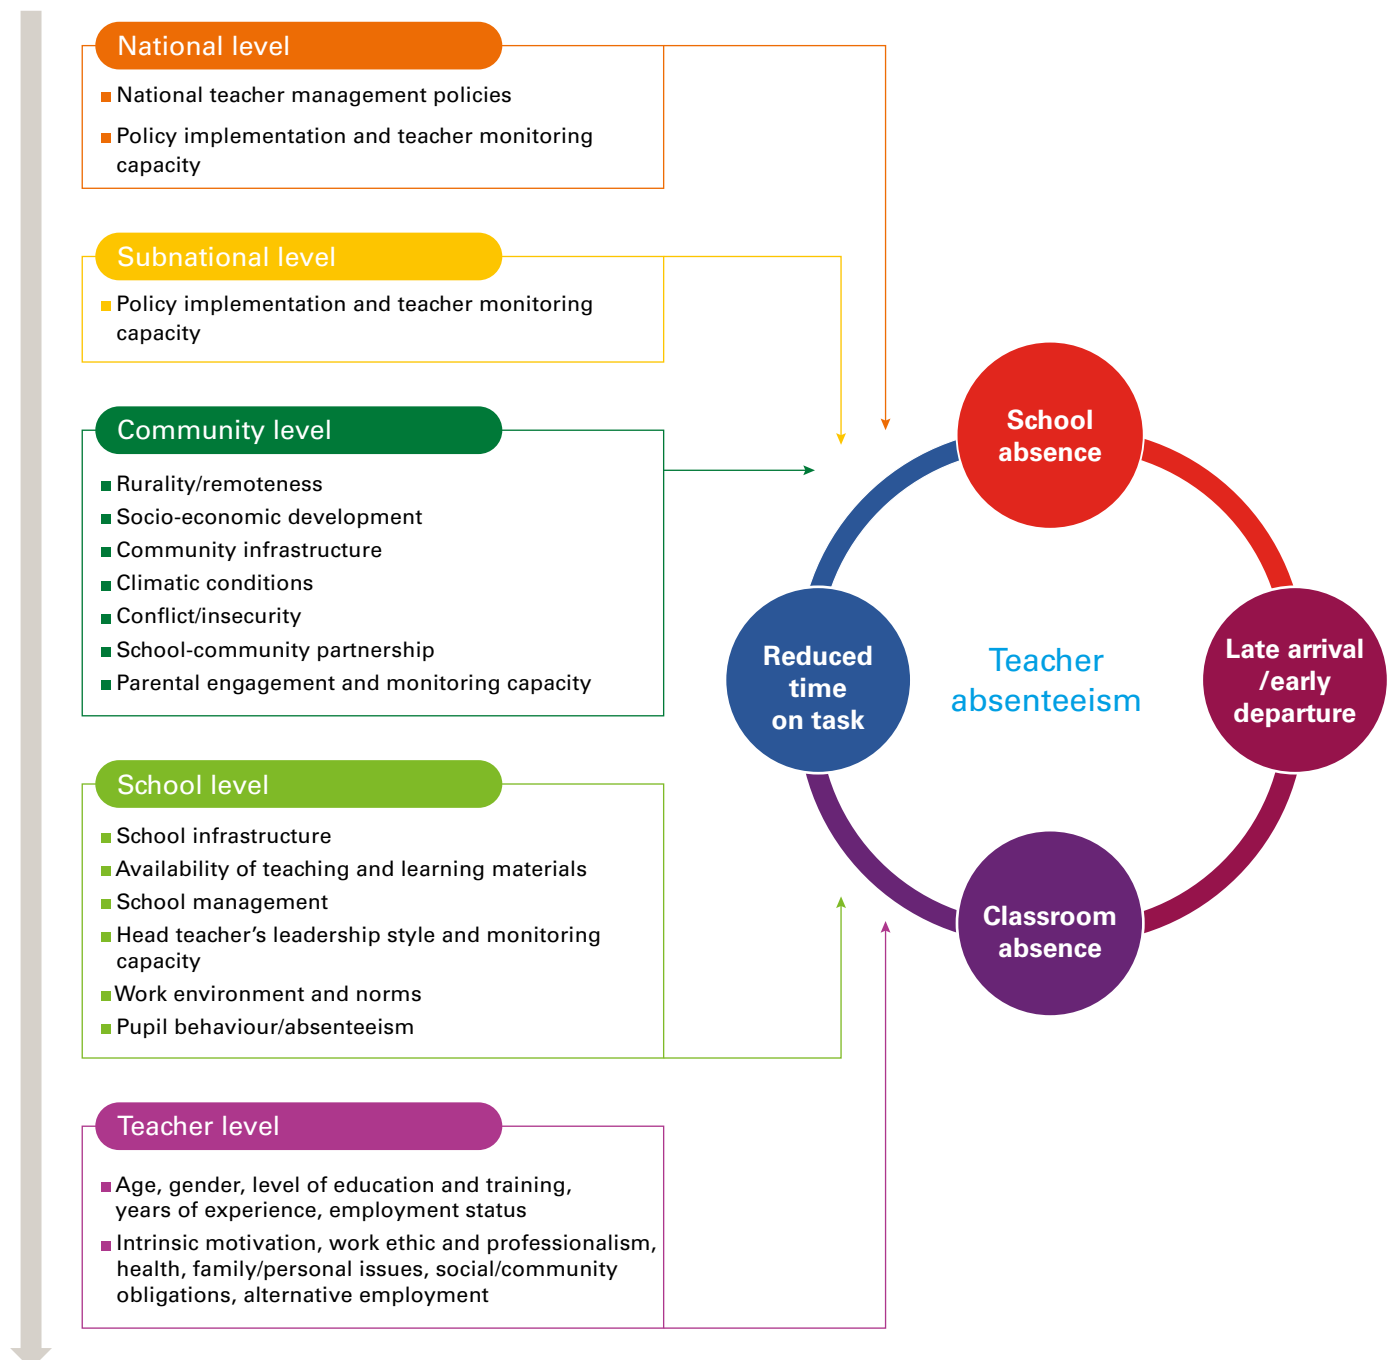 National level
National teacher management policies
Policy implementation and teacher monitoring
capacity
Subnational level
Policy implementation and teacher monitoring
capacity
Community level
Rurality/remoteness
Socio-economic development
Community infrastructure
Climatic conditions
Conflict/insecurity
School-community partnership
Parental engagement and monitoring capacity
School level
School infrastructure
Availability of teaching and learning materials
School management
Head teacher’s leadership style and monitoring
capacity
Work environment and norms
Pupil behaviour/absenteeism
Teacher level
Age, gender, level of education and training,
years of experience, employment status
Intrinsic motivation, work ethic and professionalism,
health, family/personal issues, social/community
obligations, alternative employment
School
absence
Reduced
time
on task
Teacher
absenteeism
Late arrival
/early
departure
Classroom
absence